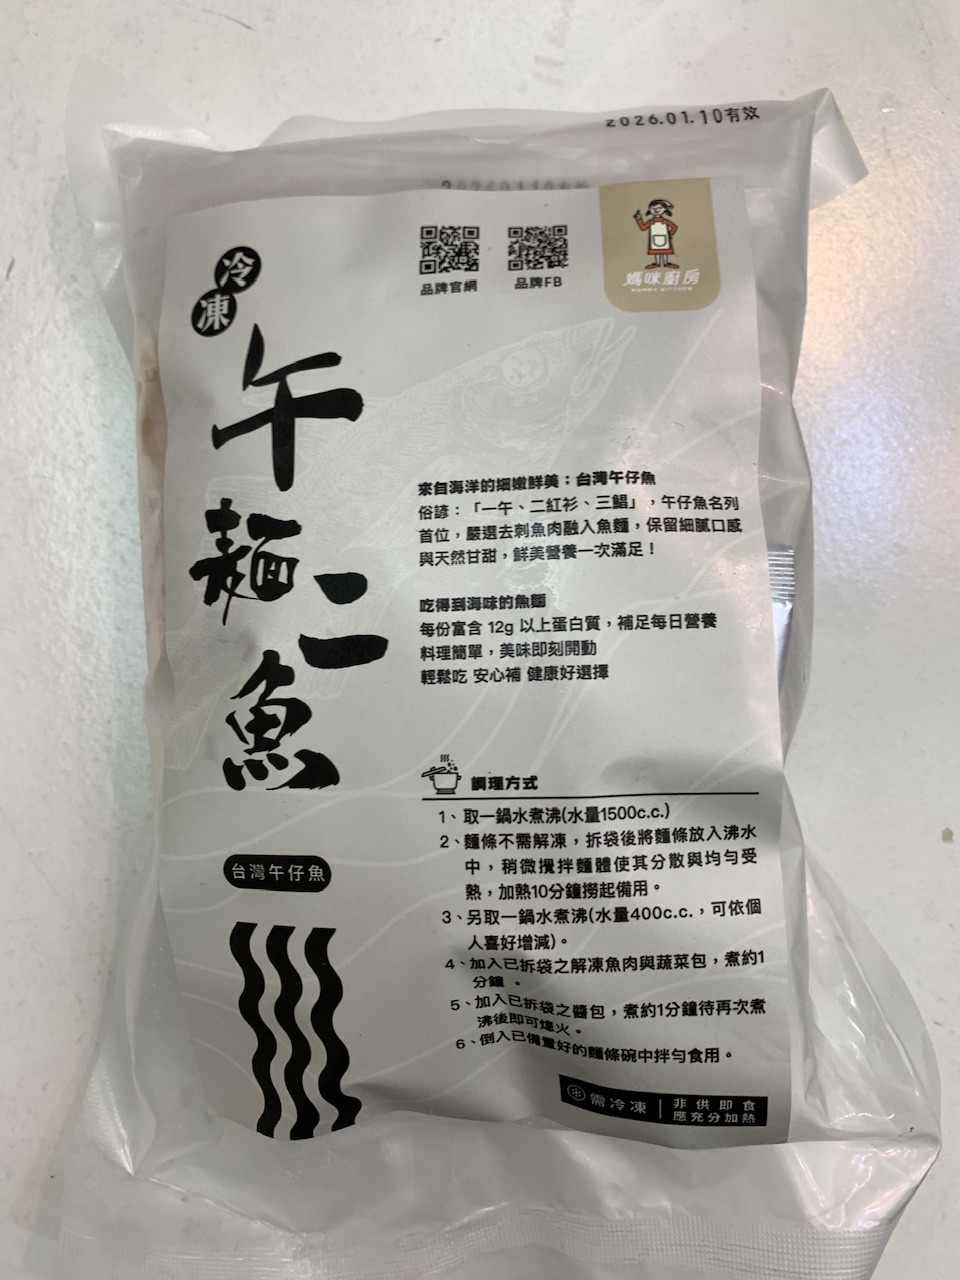 2026.01.10有效
品牌官網
品牌FB
媽咪廚房
MOMMY KITCHEN
冷凍
午
麵
魚
來自海洋的細嫩鮮美：台灣午仔魚
俗諺：「一午、二紅衫、三鯧」，午仔魚名列
首位，嚴選去刺魚肉融入魚麵，保留細膩口感
與天然甘甜，鮮美營養一次滿足！
吃得到海味的魚麵
每份富含 12g 以上蛋白質，補足每日營養
料理簡單，美味即刻開動
輕鬆吃 安心補 健康好選擇
調理方式
1、取一鍋水煮沸(水量1500c.c.)
2、麵條不需解凍，拆袋後將麵條放入沸水
中，稍微攪拌麵體使其分散與均勻受
熱，加熱10分鐘撈起備用。
3、另取一鍋水煮沸(水量400c.c.，可依個
人喜好增減)。
4、加入已拆袋之解凍魚肉與蔬菜包，煮約1
分鐘。
5、加入已拆袋之醬包，煮約1分鐘待再次煮
沸後即可熄火。
6、倒入已備置好的麵條碗中拌勻食用。
台灣午仔魚
需冷凍
非供即食
應充分加熱